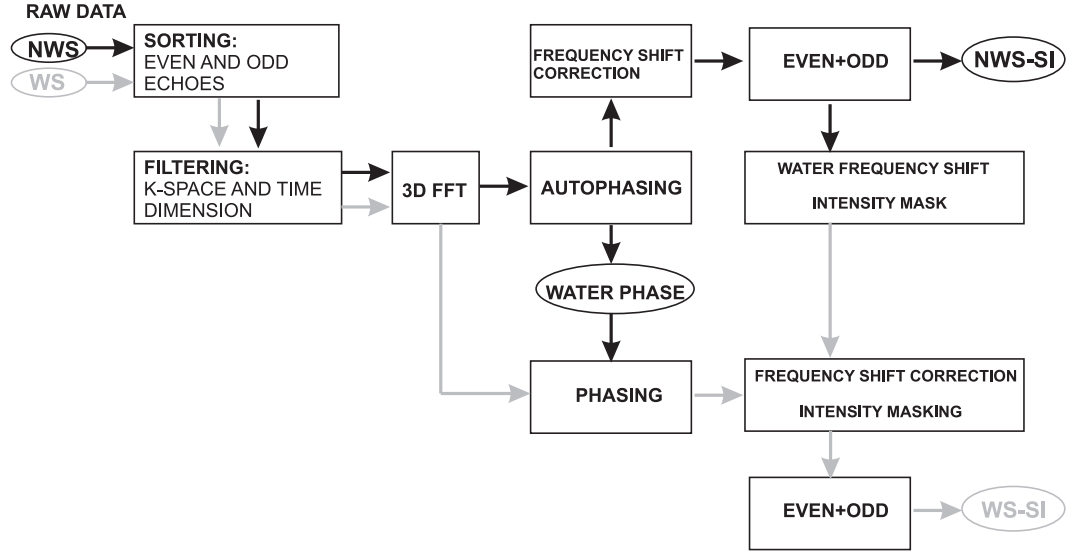 RAW DATA
NWS
WS
SORTING:
EVEN AND ODD
ECHOES
FILTERING:
K-SPACE AND TIME
DIMENSION
3D FFT
FREQUENCY SHIFT
CORRECTION
AUTOPHASING
WATER PHASE
PHASING
EVEN+ODD
NWS-SI
WATER FREQUENCY SHIFT
INTENSITY MASK
FREQUENCY SHIFT CORRECTION
INTENSITY MASKING
EVEN+ODD
WS-SI